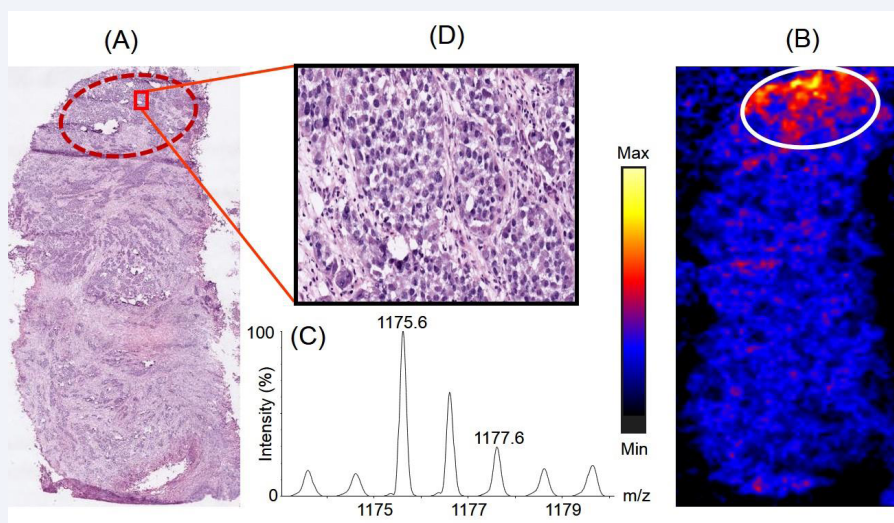 (A)
(D)
(B)
Max
Min
(C)
100
Intensity (%)
0
1175.6
1177.6
1175
1177
1179
m/z